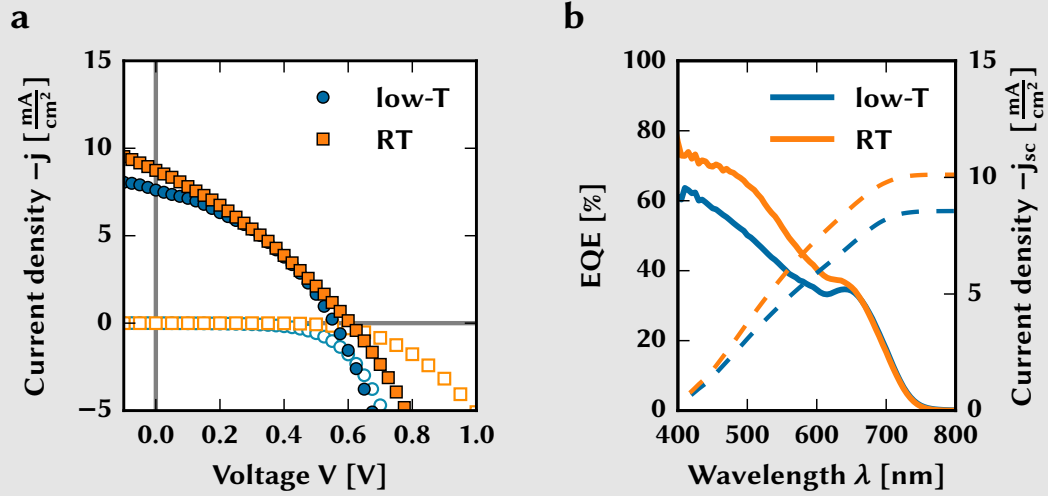 a
Current density −j [mA/cm²]
15
10
5
0
−5
0.0 0.2 0.4 0.6 0.8 1.0
Voltage V [V]
low-T
RT
b
EQE [%]
100
80
60
40
20
0
400 500 600 700 800
Wavelength λ [nm]
low-T
RT
15
10
5
0
Current density −jsc [mA/cm²]